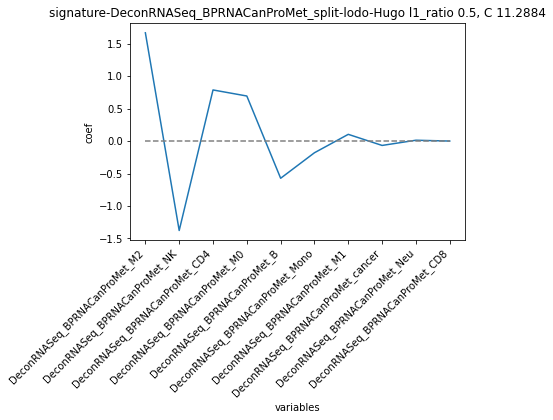 signature-DeconRNASeq_BPRNACanProMet_split-lodo-Hugo l1_ratio 0.5, C 11.2884
1.5
1.0
0.5
0.0
−0.5
−1.0
−1.5
coef
DeconRNASeq_BPRNACanProMet_M2
DeconRNASeq_BPRNACanProMet_NK
DeconRNASeq_BPRNACanProMet_CD4
DeconRNASeq_BPRNACanProMet_M0
DeconRNASeq_BPRNACanProMet_B
DeconRNASeq_BPRNACanProMet_Mono
DeconRNASeq_BPRNACanProMet_M1
DeconRNASeq_BPRNACanProMet_cancer
DeconRNASeq_BPRNACanProMet_Neu
DeconRNASeq_BPRNACanProMet_CD8
variables